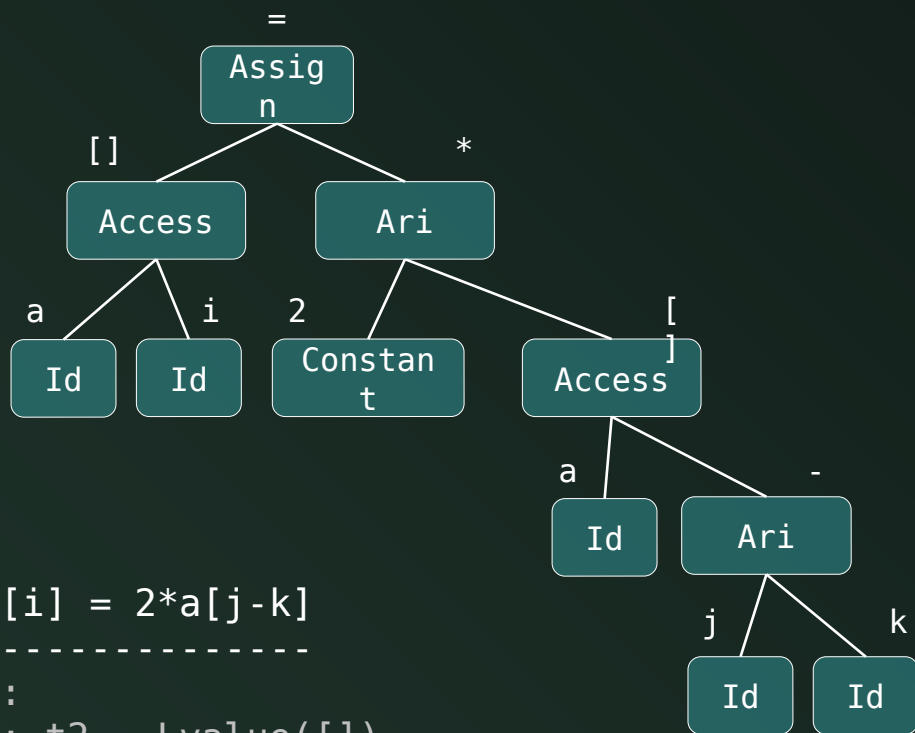 =
Assig
n
[]
*
Access
Ari
a
i
2
[
]
Id
Id
Constan
t
Access
a
-
Id
Ari
[i] = 2*a[j-k]
--------------
j
k
:
Id
Id